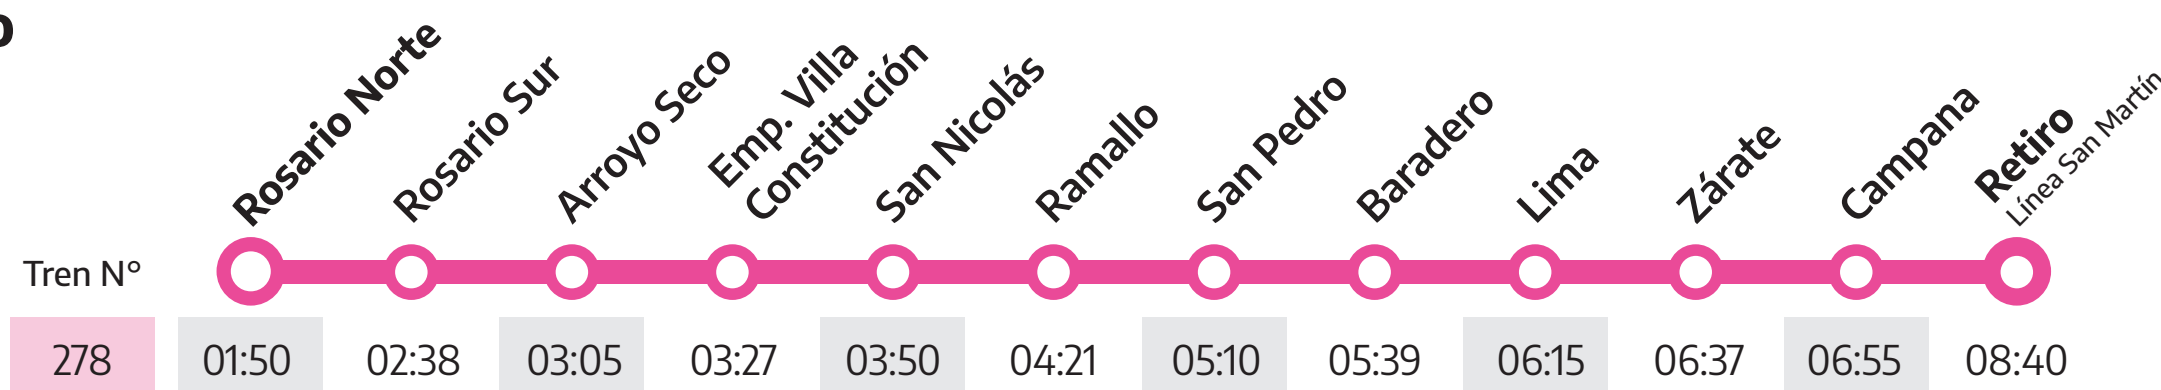 Rosario Norte
Rosario Sur
Arroyo Seco
Emp. Villa
Constitución
San Nicolás
Ramallo
San Pedro
Baradero
Lima
Zárate
Campana
Retiro
Línea San Martín
Tren N°
278 01:50 02:38 03:05 03:27 03:50 04:21 05:10 05:39 06:15 06:37 06:55 08:40